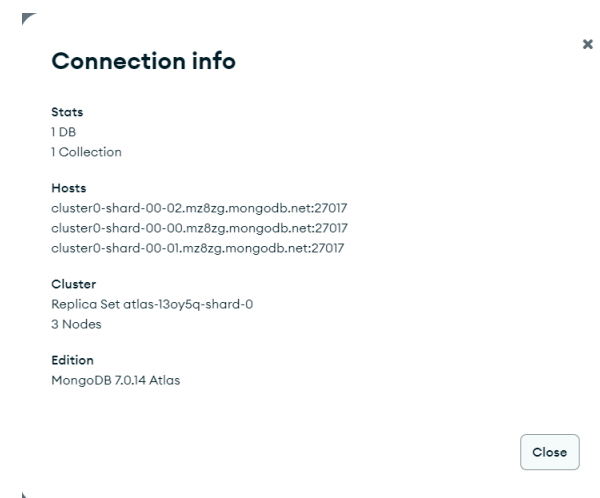 Connection info
Stats
1 DB
1 Collection
Hosts
cluster0-shard-00-02.mz8zg.mongodb.net:27017
cluster0-shard-00-00.mz8zg.mongodb.net:27017
cluster0-shard-00-01.mz8zg.mongodb.net:27017
Cluster
Replica Set atlas-13oy5q-shard-0
3 Nodes
Edition
MongoDB 7.0.14 Atlas
Close